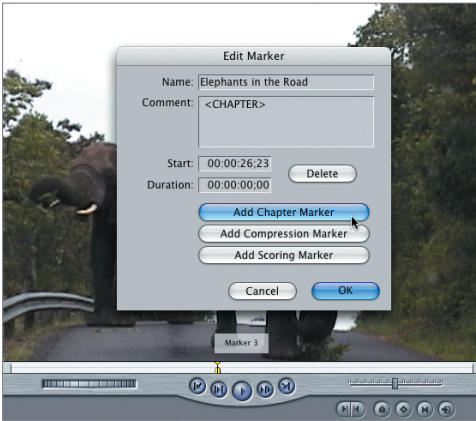 Edit Marker
Name: Elephants in the Road
Comment: <CHAPTER>
Start: 00:00:26;23
Delete
Duration: 00:00:00;00
Add Chapter Marker
Add Compression Marker
Add Scoring Marker
Cancel OK
Marker 3